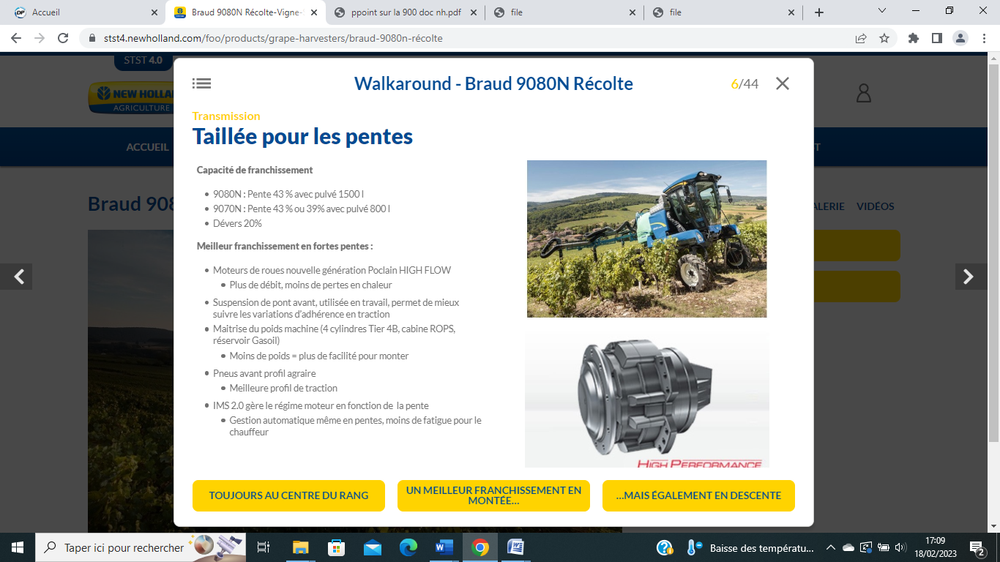 Accueil
Braud 9080N Récolte-Vigne-
ppoint sur la 900 doc nh.pdf
file
file
stst4.newholland.com/foo/products/grape-harvesters/braud-9080n-récolte
STST 4.0
NEW HOLLA
AGRICULTURE
ACCUEIL
T
Braud 908
ALERIE
VIDÉOS
Walkaround - Braud 9080N Récolte
6/44
Transmission
Taillée pour les pentes
Capacité de franchissement
9080N : Pente 43 % avec pulvé 1500 l
9070N : Pente 43 % ou 39% avec pulvé 800 l
Dévers 20%
Meilleur franchissement en fortes pentes :
Moteurs de roues nouvelle génération Poclain HIGH FLOW
Plus de débit, moins de pertes en chaleur
Suspension de pont avant, utilisée en travail, permet de mieux
suivre les variations d'adhérence en traction
Maitrise du poids machine (4 cylindres Tier 4B, cabine ROPS,
réservoir Gasoil)
Moins de poids = plus de facilité pour monter
Pneus avant profil agraire
Meilleure profil de traction
IMS 2.0 gère le régime moteur en fonction de la pente
Gestion automatique même en pentes, moins de fatigue pour le
chauffeur
HIGH PERFORMANCE
TOUJOURS AU CENTRE DU RANG
UN MEILLEUR FRANCHISSEMENT EN
MONTÉE...
...MAIS ÉGALEMENT EN DESCENTE
Taper ici pour rechercher
Baisse des températu...
17:09
18/02/2023
2